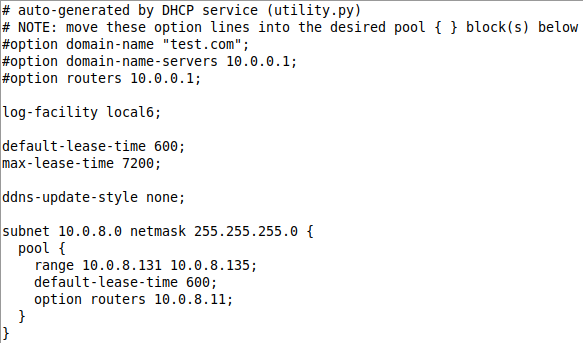 # auto-generated by DHCP service (utility.py)
# NOTE: move these option lines into the desired pool { } block(s) below
#option domain-name "test.com";
#option domain-name-servers 10.0.0.1;
#option routers 10.0.0.1;

log-facility local6;

default-lease-time 600;
max-lease-time 7200;

ddns-update-style none;

subnet 10.0.8.0 netmask 255.255.255.0 {
  pool {
    range 10.0.8.131 10.0.8.135;
    default-lease-time 600;
    option routers 10.0.8.11;
  }
}